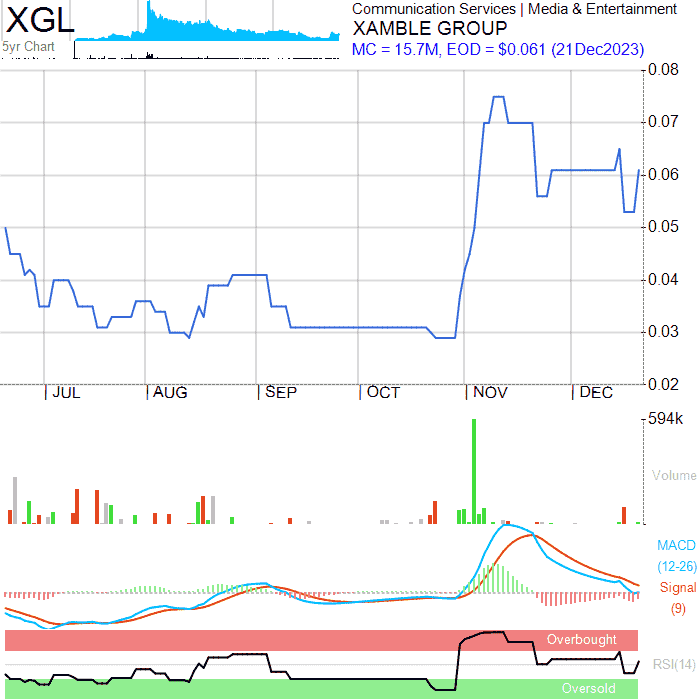 XGL
5yr Chart
Communication Services | Media & Entertainment
XAMBLE GROUP
MC = 15.7M, EOD = $0.061 (21Dec2023)
0.08
0.07
0.06
0.05
0.04
0.03
0.02
JUL
AUG
SEP
OCT
NOV
DEC
594k
Volume
MACD
(12-26)
Signal
(9)
Overbought
RSI(14)
Oversold